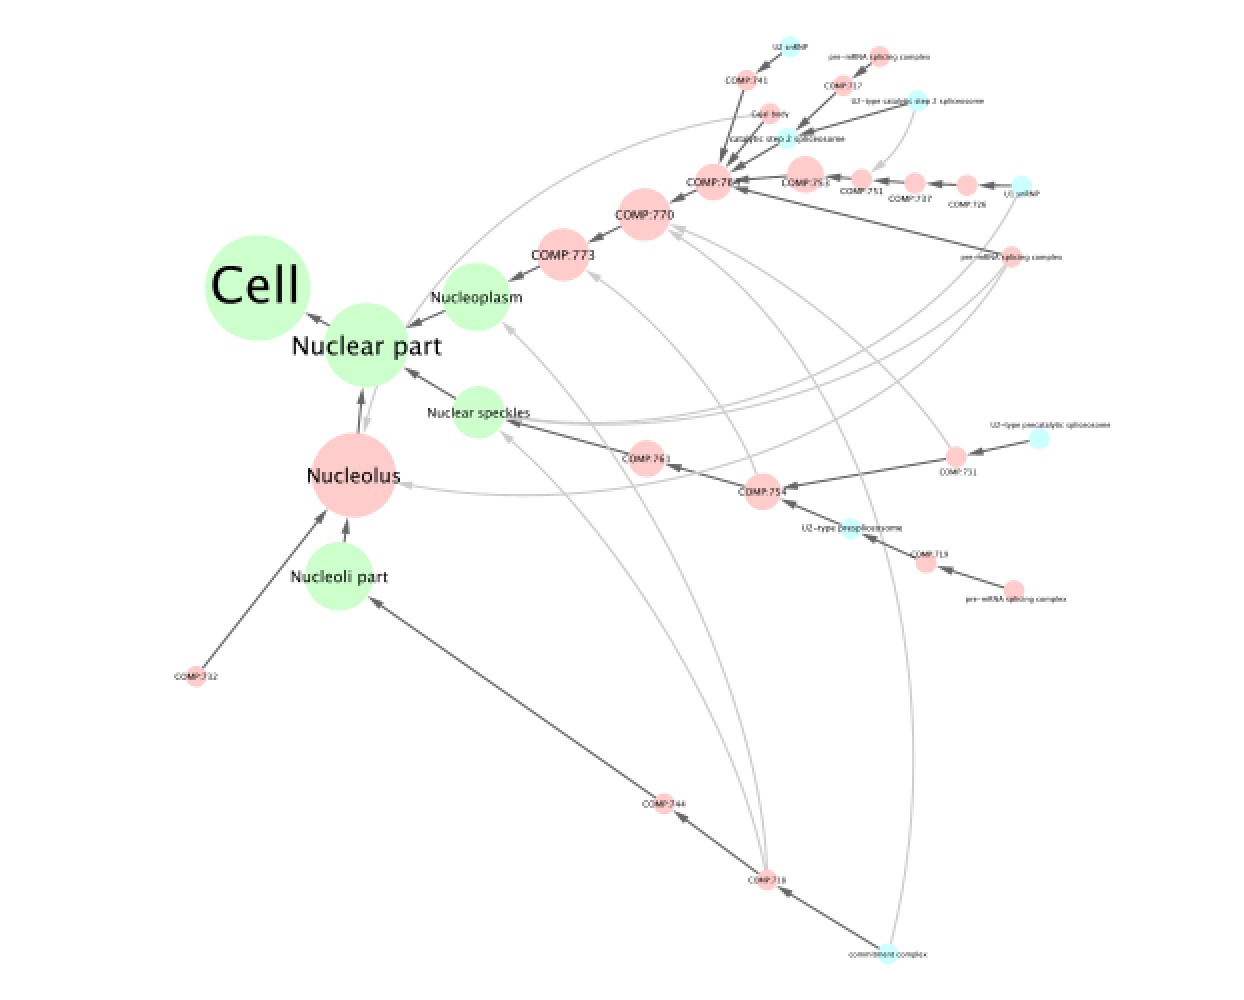 U2 snRNP
pre-mRNA splicing complex
COMP:741
COMP:717
U2-type catalytic step 2 spliceosome
Cajal body
catalytic step 2 spliceosome
COMP:753
COMP:751
COMP:737
COMP:726
U1 snRNP
COMP:770
COMP:773
pre-mRNA splicing complex
Cell
Nucleoplasm
Nuclear part
Nuclear speckles
U2-type precatalytic spliceosome
COMP:761
COMP:731
Nucleolus
COMP:754
U2-type prespliceosome
COMP:719
Nucleoli part
pre-mRNA splicing complex
COMP:732
COMP:744
COMP:718
commitment complex